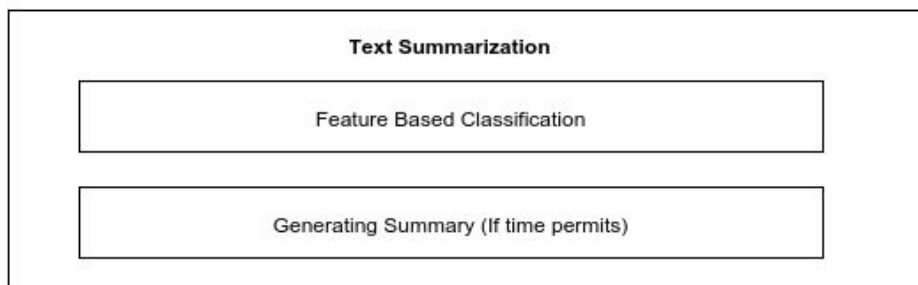 Text Summarization
Feature Based Classification
Generating Summary (If time permits)